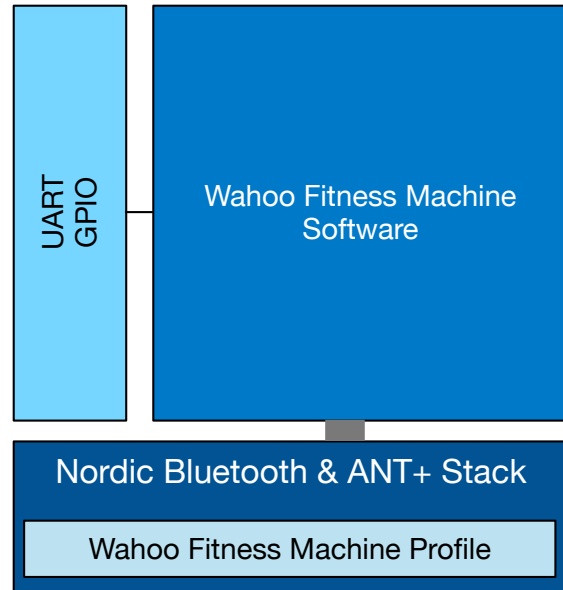 UART
GPIO
Wahoo Fitness Machine
Software
Nordic Bluetooth & ANT+ Stack
Wahoo Fitness Machine Profile